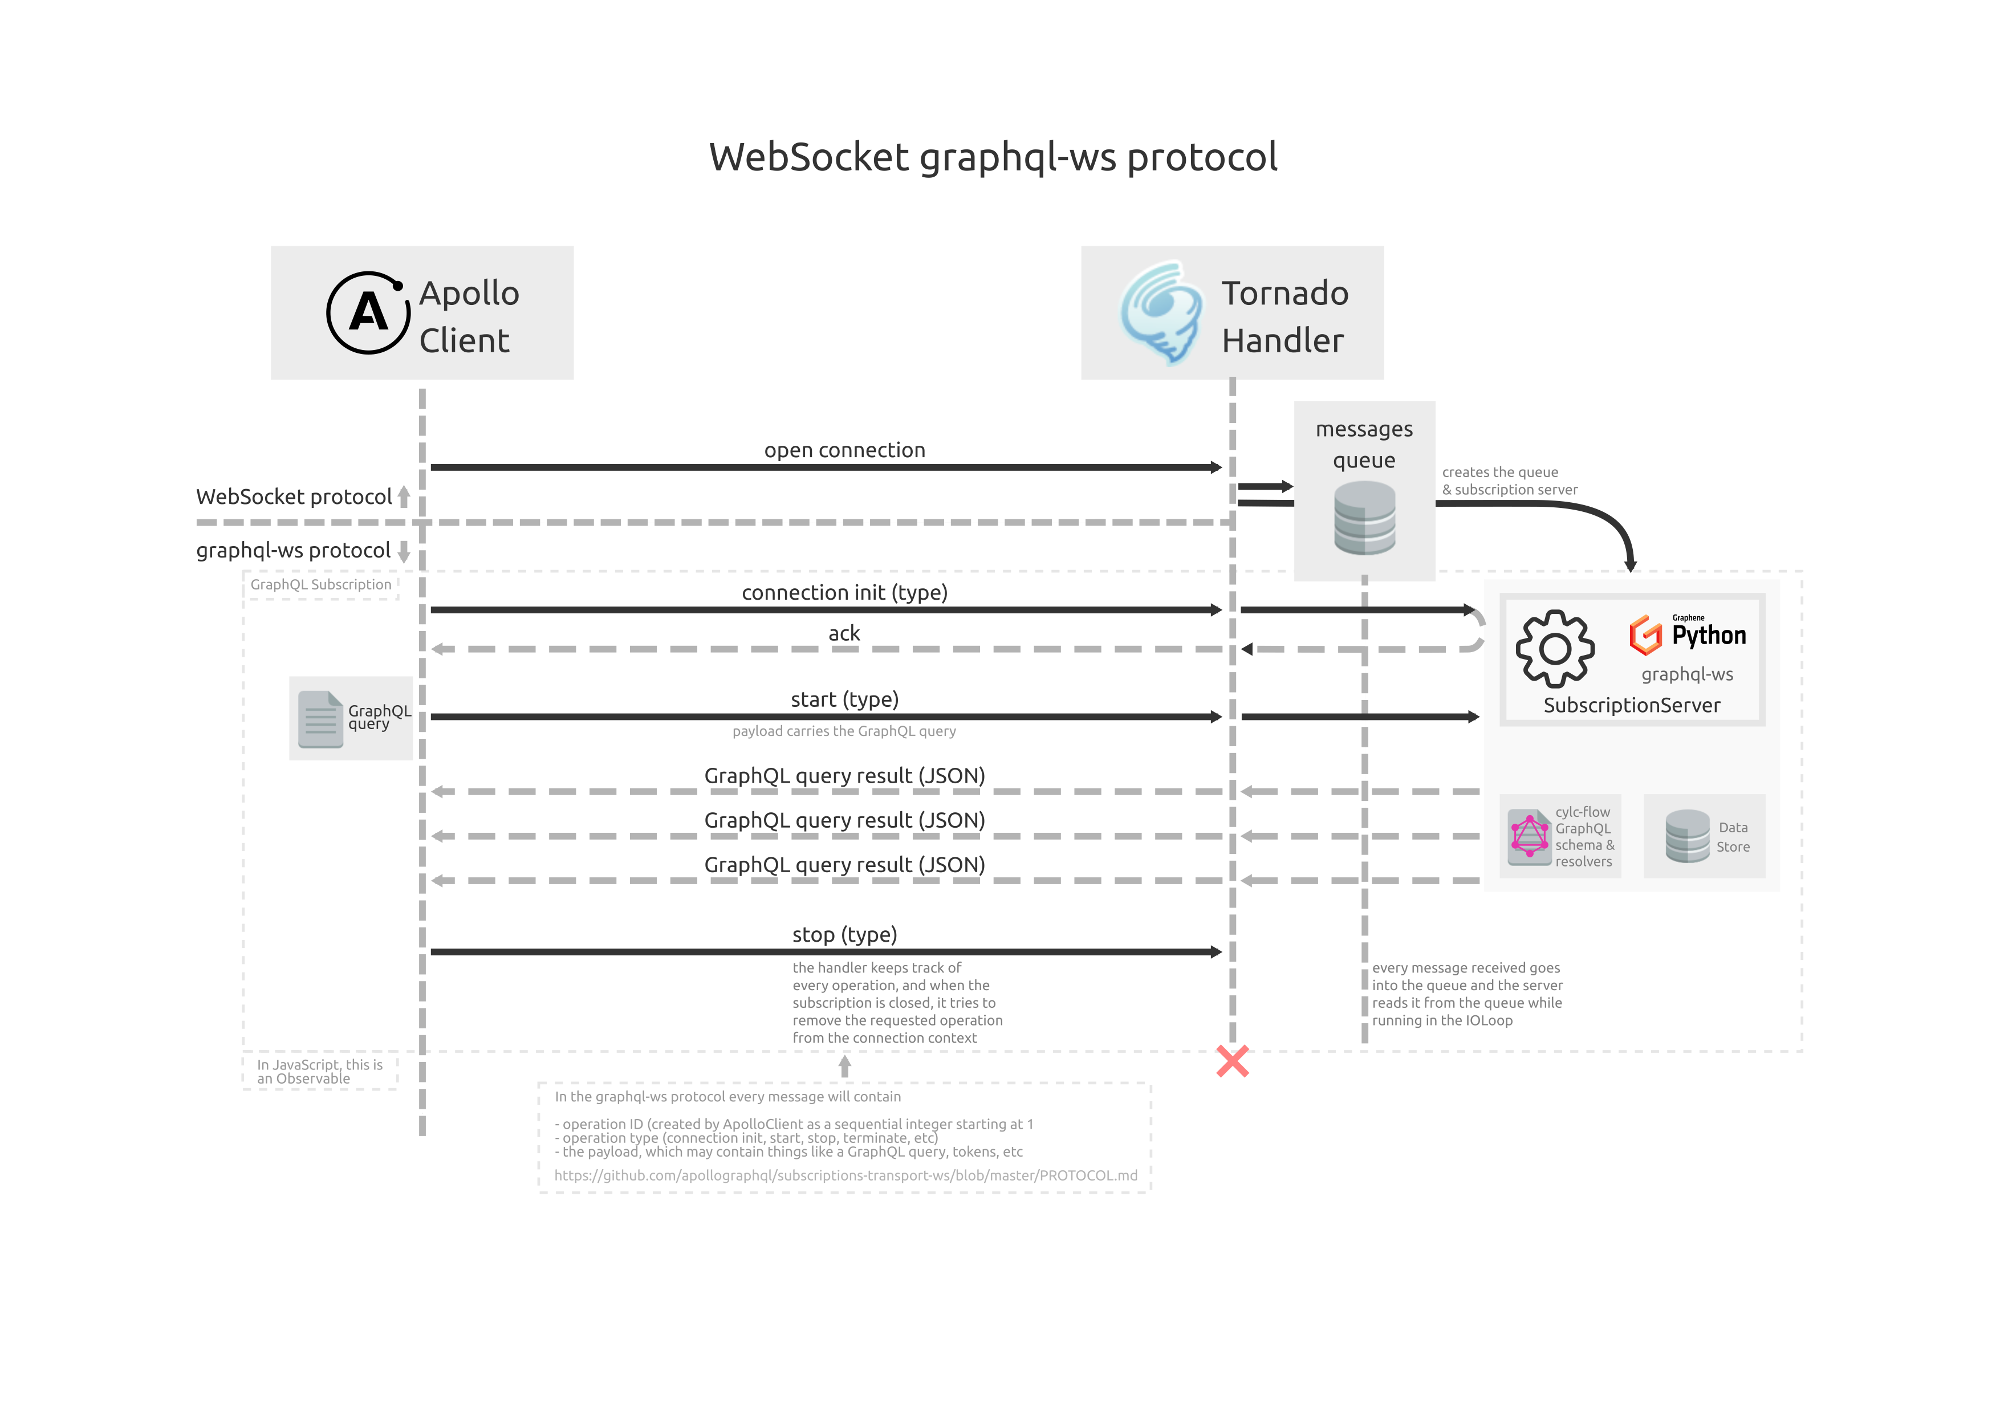 WebSocket graphql-ws protocol
Apollo
Client
A
Tornado
Handler
messages
queue
open connection
creates the queue
& subscription server
WebSocket protocol
graphql-ws protocol
GraphQL Subscription
connection init (type)
ack
Graphene
Python
graphql-ws
SubscriptionServer
GraphQL
query
start (type)
payload carries the GraphQL query
GraphQL query result (JSON)
GraphQL query result (JSON)
GraphQL query result (JSON)
cylc-flow
GraphQL
schema &
resolvers
Data
Store
stop (type)
the handler keeps track of
every operation, and when the
subscription is closed, it tries to
remove the requested operation
from the connection context
every message received goes
into the queue and the server
reads it from the queue while
running in the IOLoop
In JavaScript, this is
an Observable
In the graphql-ws protocol every message will contain
- operation ID (created by ApolloClient as a sequential integer starting at 1
- operation type (connection init, start, stop, terminate, etc)
- the payload, which may contain things like a GraphQL query, tokens, etc
https://github.com/apollographql/subscriptions-transport-ws/blob/master/PROTOCOL.md